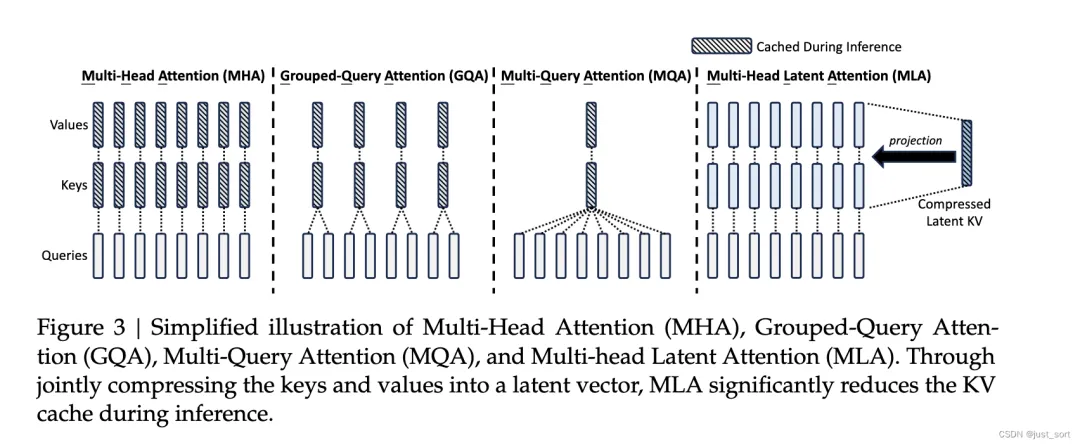 Cached During Inference
Multi-Head Attention (MHA)
Grouped-Query Attention (GQA)
Multi-Query Attention (MQA)
Multi-Head Latent Attention (MLA)
Values
Keys
Queries
projection
Compressed
Latent KV
Figure 3 | Simplified illustration of Multi-Head Attention (MHA), Grouped-Query Atten-
tion (GQA), Multi-Query Attention (MQA), and Multi-head Latent Attention (MLA). Through
jointly compressing the keys and values into a latent vector, MLA significantly reduces the KV
cache during inference.
CSDN @just_sort